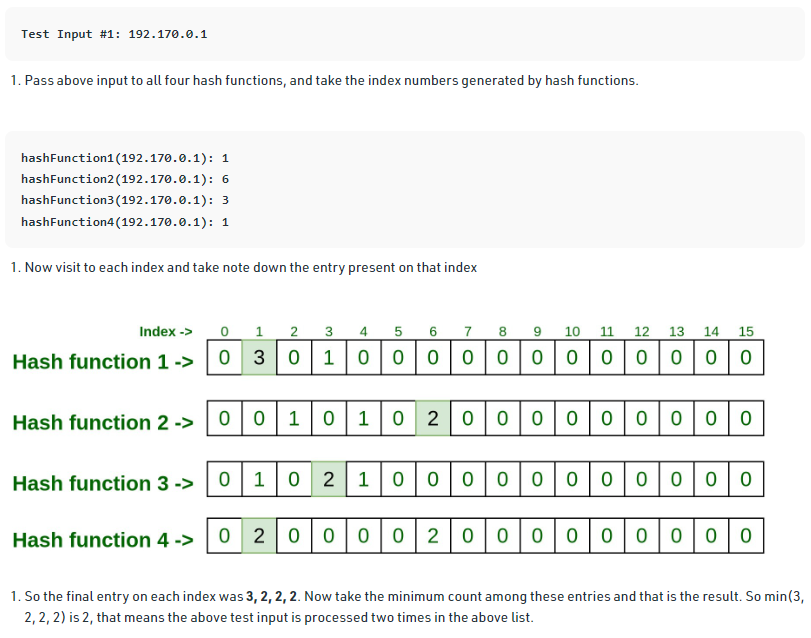 Test Input #1: 192.170.0.1
1. Pass above input to all four hash functions, and take the index numbers generated by hash functions.
hashFunction1(192.170.0.1): 1
hashFunction2(192.170.0.1): 6
hashFunction3(192.170.0.1): 3
hashFunction4(192.170.0.1): 1
1. Now visit to each index and take note down the entry present on that index
Index -> 0 1 2 3 4 5 6 7 8 9 10 11 12 13 14 15
Hash function 1 -> 0 3 0 1 0 0 0 0 0 0 0 0 0 0 0 0
Hash function 2 -> 0 0 1 0 1 0 2 0 0 0 0 0 0 0 0 0
Hash function 3 -> 0 1 0 2 1 0 0 0 0 0 0 0 0 0 0 0
Hash function 4 -> 0 2 0 0 0 0 2 0 0 0 0 0 0 0 0 0
1. So the final entry on each index was 3, 2, 2, 2. Now take the minimum count among these entries and that is the result. So min(3,
2, 2, 2) is 2, that means the above test input is processed two times in the above list.